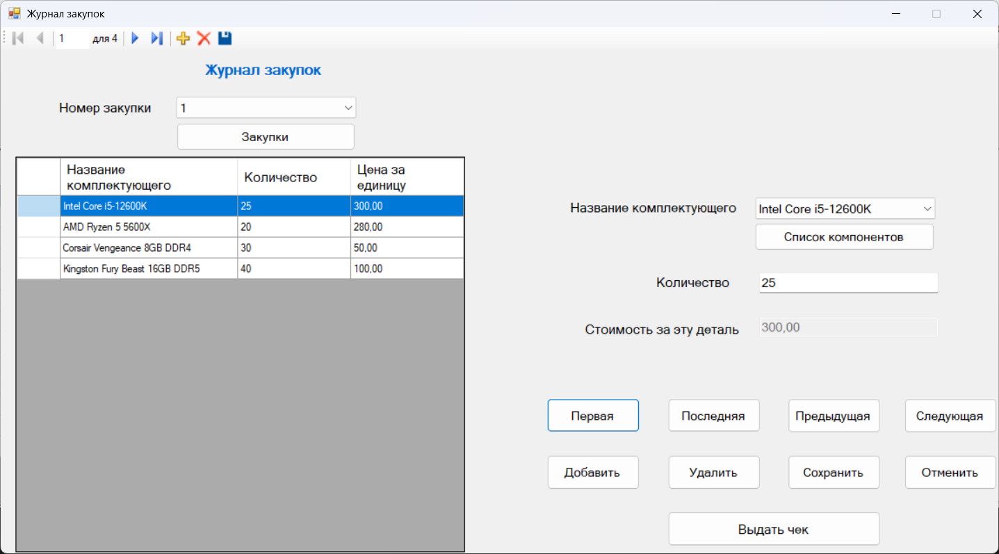 Журнал закупок
1 для 4
Журнал закупок
Номер закупки 1
Закупки
Название комплектующего Количество Цена за единицу
Intel Core i5-12600K 25 300,00
AMD Ryzen 5 5600X 20 280,00
Corsair Vengeance 8GB DDR4 30 50,00
Kingston Fury Beast 16GB DDR5 40 100,00
Название комплектующего Intel Core i5-12600K
Список компонентов
Количество 25
Стоимость за эту деталь 300,00
Первая Последняя Предыдущая Следующая
Добавить Удалить Сохранить Отменить
Выдать чек